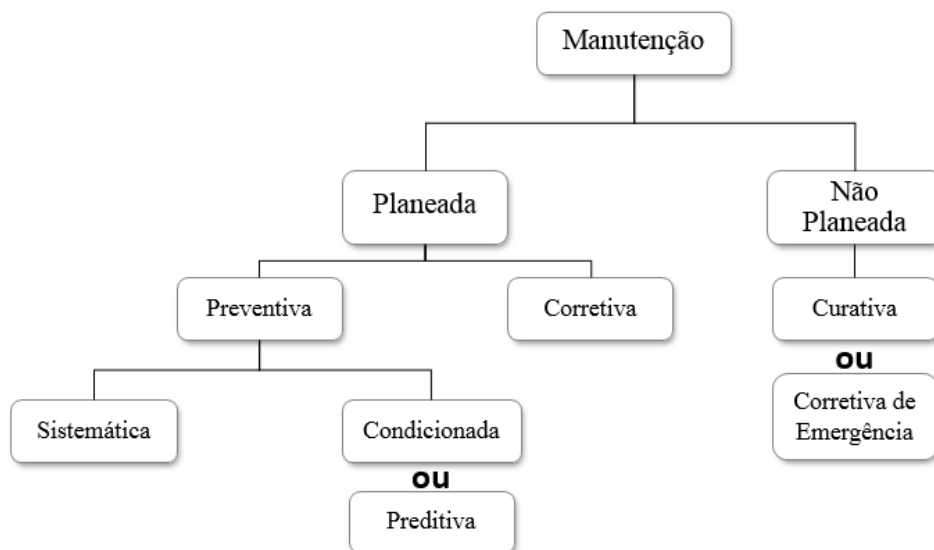 Manutenção
Planeada
Não
Planeada
Preventiva
Corretiva
Curativa
ou
Corretiva de
Emergência
Sistemática
Condicionada
ou
Preditiva